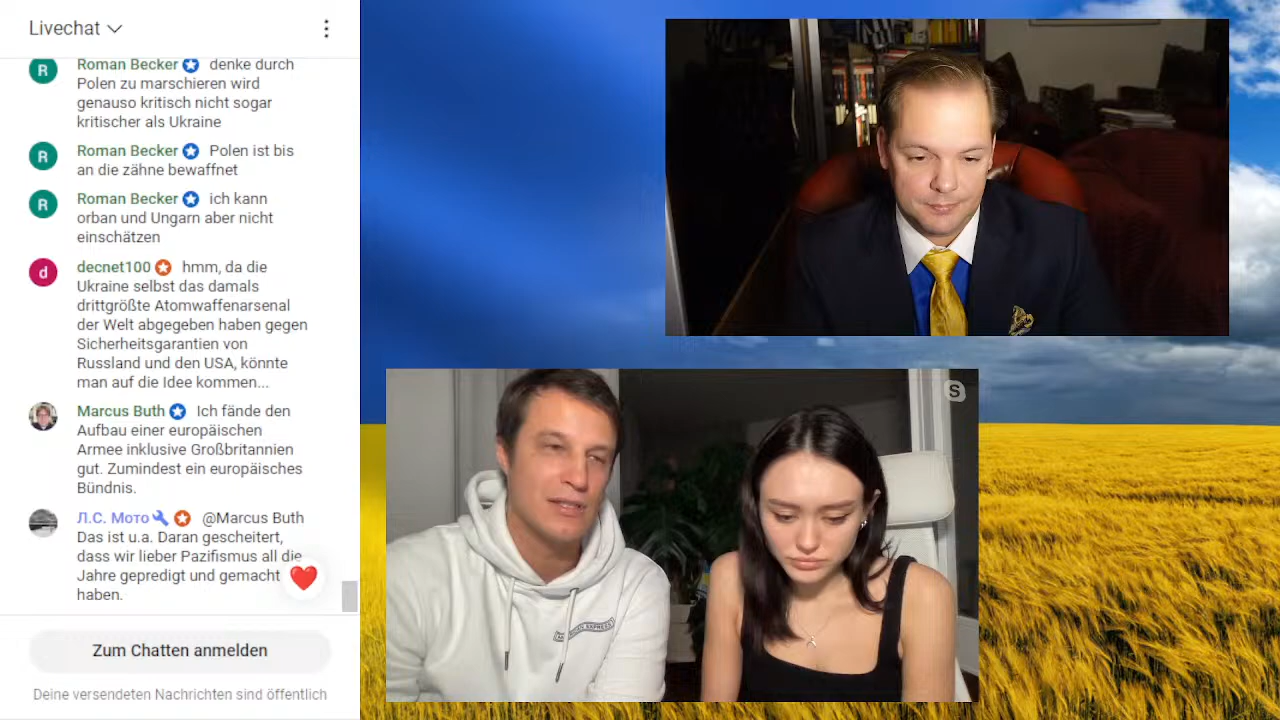 Livechat
Roman Becker denke durch
Polen zu marschieren wird
genauso kritisch nicht sogar
kritischer als Ukraine
Roman Becker Polen ist bis
an die zähne bewaffnet
Roman Becker ich kann
orban und Ungarn aber nicht
einschätzen
decnet100 hmm, da die
Ukraine selbst das damals
drittgrößte Atomwaffenarsenal
der Welt abgegeben haben gegen
Sicherheitsgarantien von
Russland und den USA, könnte
man auf die Idee kommen...
Marcus Buth Ich fände den
Aufbau einer europäischen
Armee inklusive Großbritannien
gut. Zumindest ein europäisches
Bündnis.
Л.С. Мото @Marcus Buth
Das ist u.a. Daran gescheitert,
dass wir lieber Pazifismus all die
Jahre gepredigt und gemacht
haben.
Zum Chatten anmelden
Deine versendeten Nachrichten sind öffentlich
R
R
R
d
S